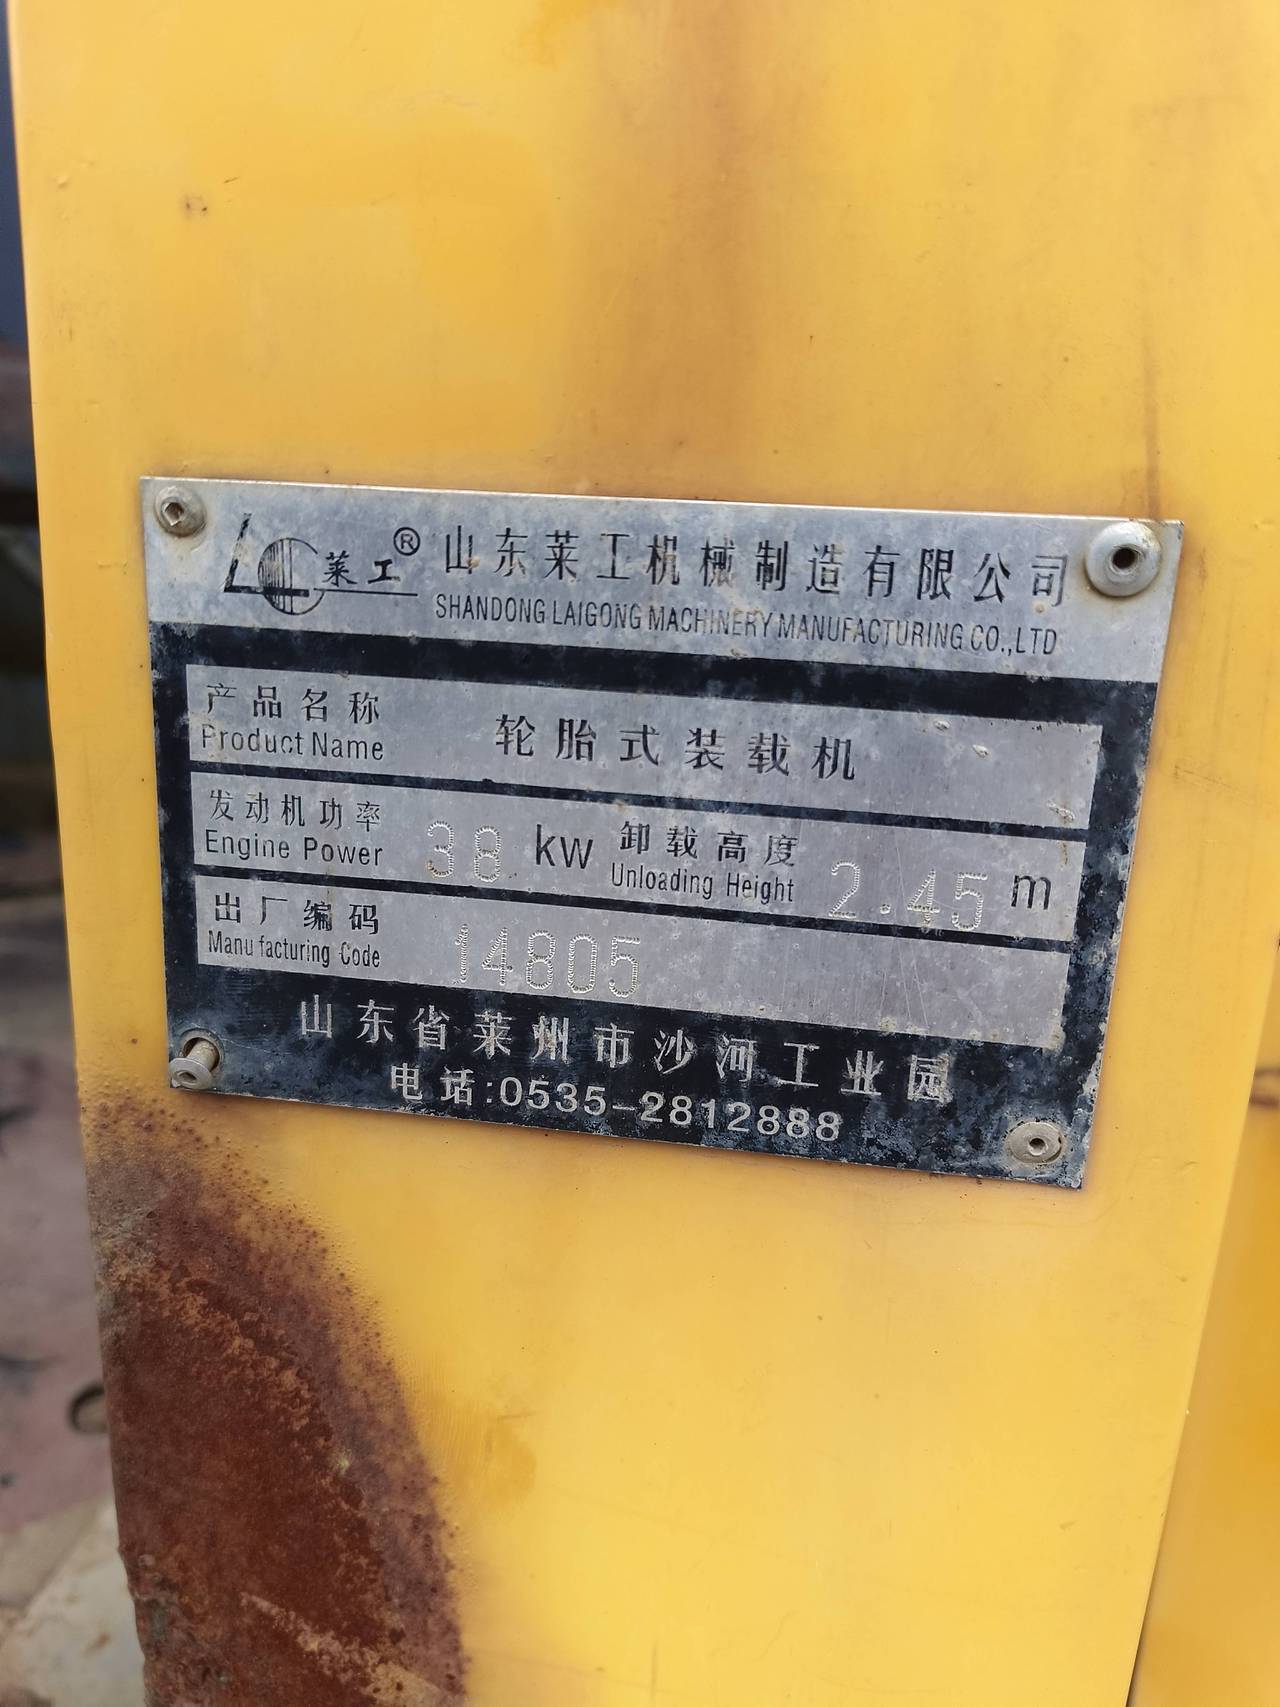 LG 莱工® 山东莱工机械制造有限公司
SHANDONG LAIGONG MACHINERY MANUFACTURING CO.,LTD
产品名称 轮胎式装载机
Product Name
发动机功率 38 kw 卸载高度 2.45 m
Engine Power Unloading Height
出厂编码 14805
Manufacturing Code
山东省莱州市沙河工业园
电话:0535-2812888